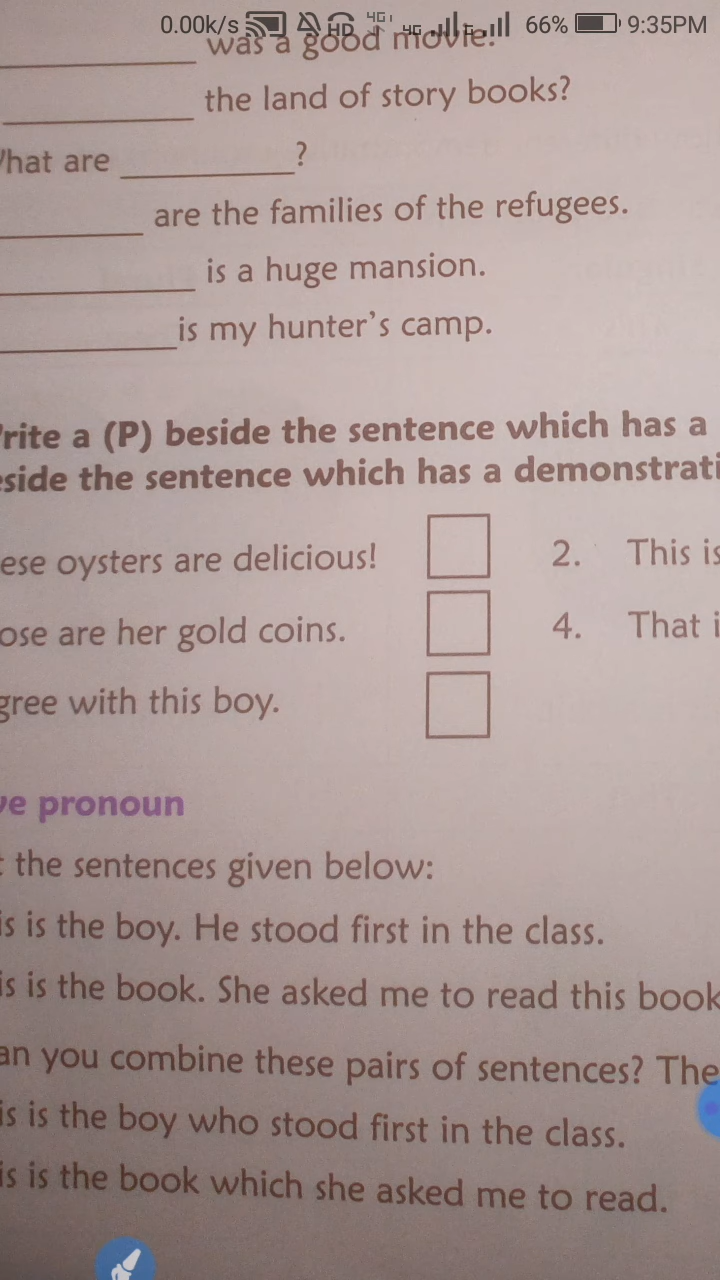 0.00k/s HD 4G 4G 66% 9:35PM
was a good movie.
the land of story books?
What are ?
are the families of the refugees.
is a huge mansion.
is my hunter's camp.
rite a (P) beside the sentence which has a
side the sentence which has a demonstrati
ese oysters are delicious! 2. This is
ose are her gold coins. 4. That i
gree with this boy.
ve pronoun
the sentences given below:
is is the boy. He stood first in the class.
is is the book. She asked me to read this book
an you combine these pairs of sentences? The
is is the boy who stood first in the class.
is is the book which she asked me to read.